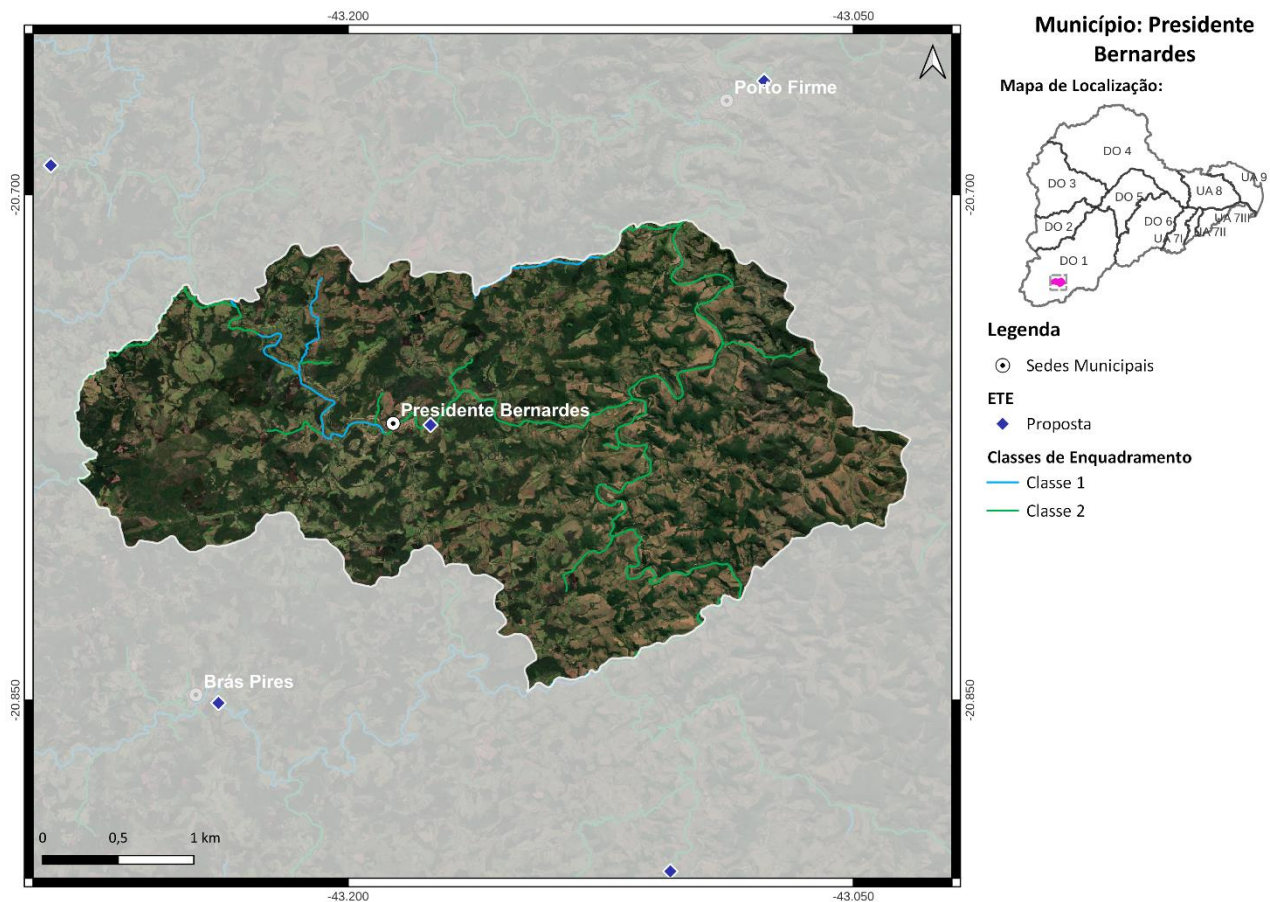 -43.200
-43.050
Município: Presidente
Bernardes
Mapa de Localização:
DO 4
DO 3
DO 5
UA 8
UA 9
DO 2
DO 6
UA 7III
UA 7II
UA 7I
DO 1
Legenda
Sedes Municipais
ETE
Proposta
Classes de Enquadramento
Classe 1
Classe 2
Porto Firme
-20.700
-20.700
Presidente Bernardes
Brás Pires
-20.850
-20.850
0
0,5
1 km
-43.200
-43.050